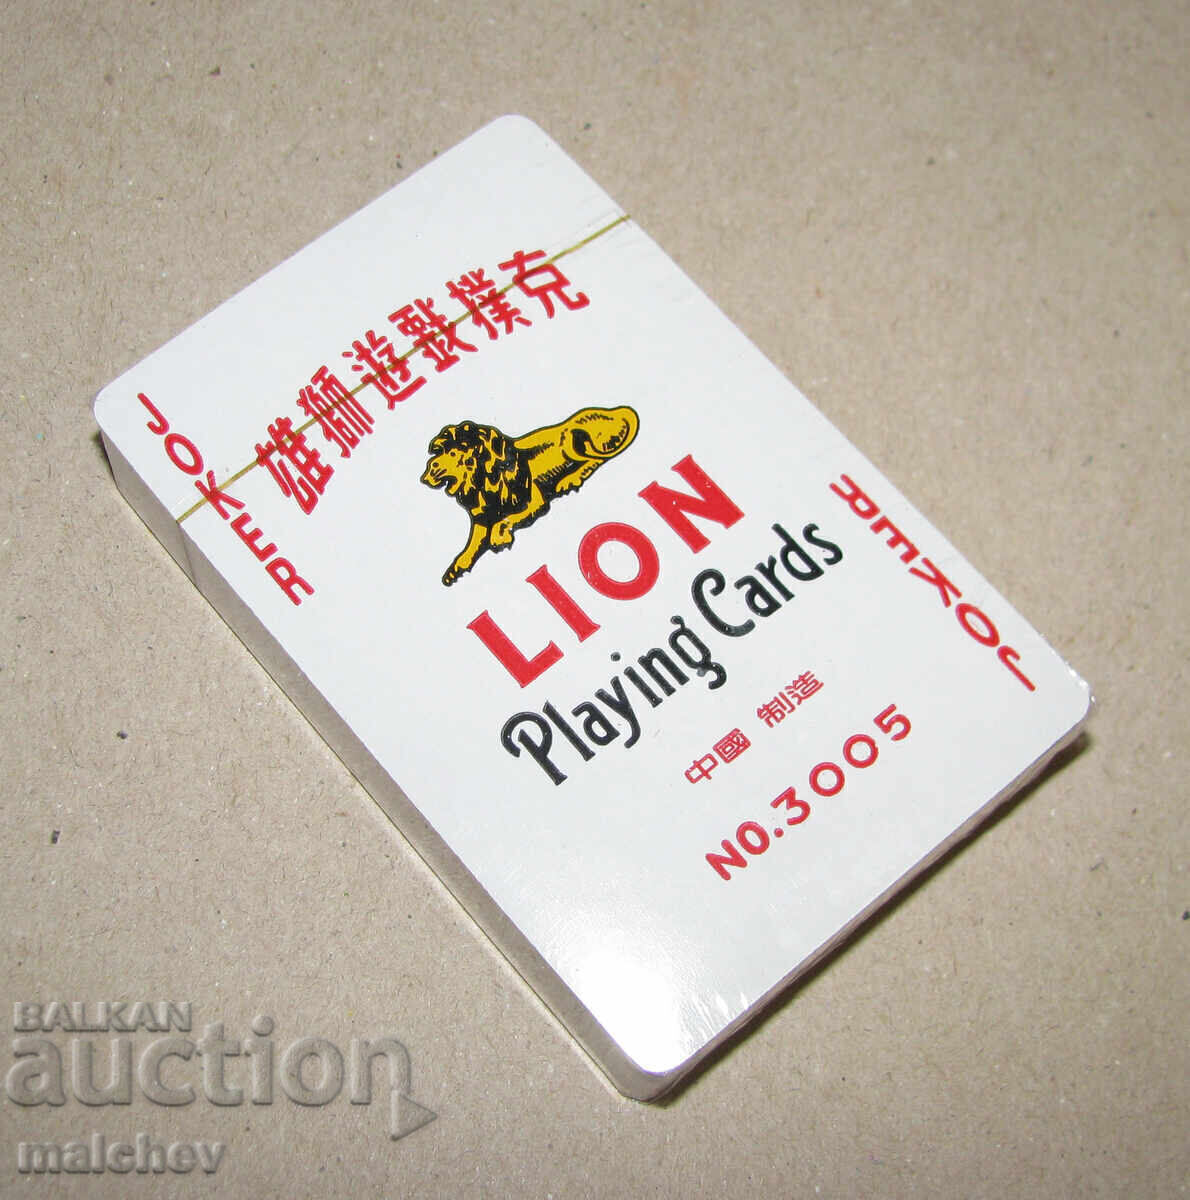 JOKER
雄獅遊戲撲克
LION
Playing Cards
中國 制造
NO.3005
JOKER
BALKAN
auction
malchev